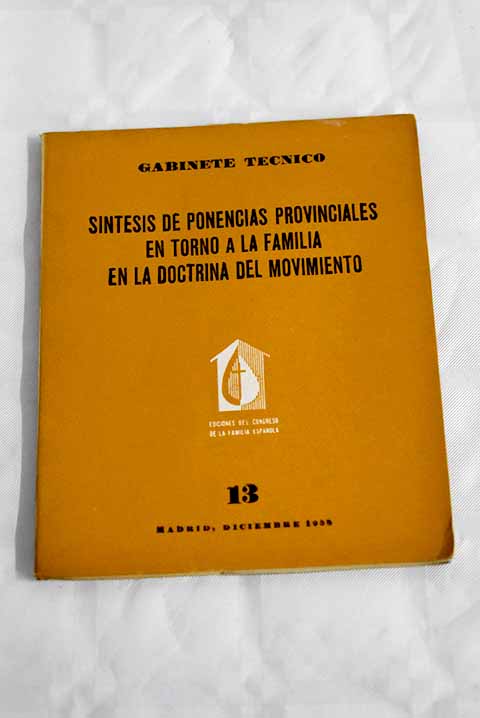 GABINETE TECNICO
SINTESIS DE PONENCIAS PROVINCIALES
EN TORNO A LA FAMILIA
EN LA DOCTRINA DEL MOVIMIENTO
EDICIONES DEL CONGRESO
DE LA FAMILIA ESPAÑOLA
13
MADRID, DICIEMBRE 1958